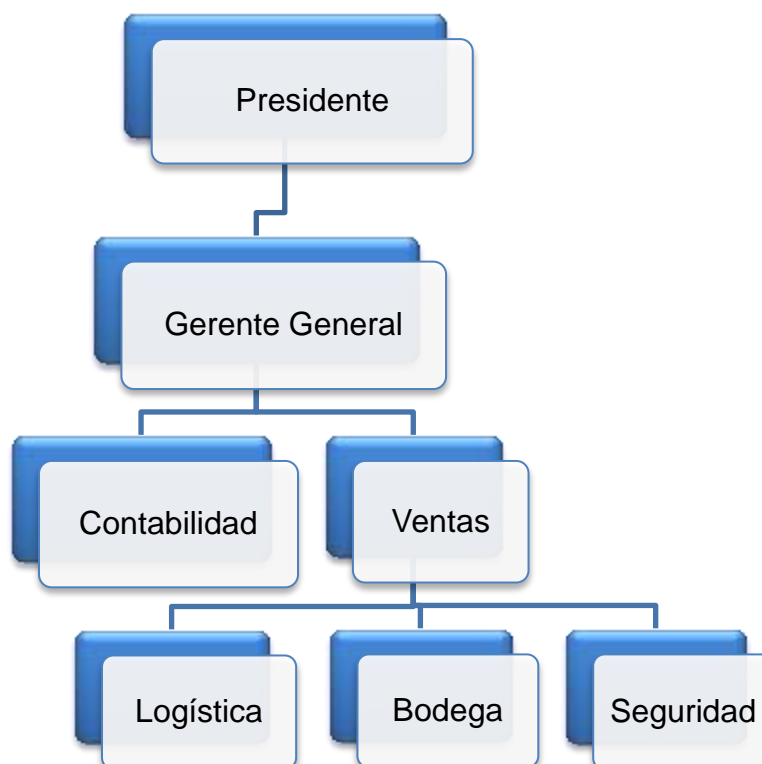 Presidente
Gerente General
Contabilidad
Ventas
Logística
Bodega
Seguridad